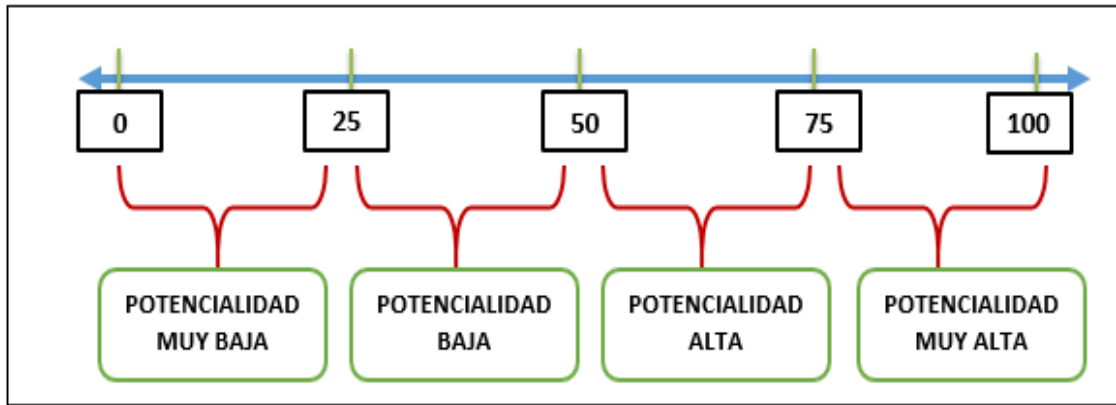 0 25 50 75 100
POTENCIALIDAD
MUY BAJA
POTENCIALIDAD
BAJA
POTENCIALIDAD
ALTA
POTENCIALIDAD
MUY ALTA